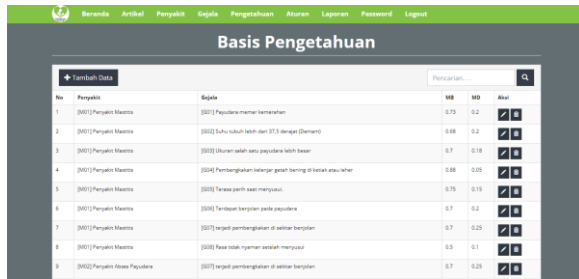 Beranda Artikel Penyakit Gejala Pengetahuan Aturan Laporan Password Logout
Basis Pengetahuan
Tambah Data Pencarian....
No Penyakit Gejala MB MD Aksi
1 [M01] Penyakit Mastitis [G01] Payudara memar kemerahan 0.73 0.2
2 [M01] Penyakit Mastitis [G02] Suhu tubuh lebih dari 37,5 derajat (Demam) 0.68 0.2
3 [M01] Penyakit Mastitis [G03] Ukuran salah satu payudara lebih besar 0.7 0.18
4 [M01] Penyakit Mastitis [G04] Pembengkakan kelenjar getah bening di ketiak atau leher 0.88 0.05
5 [M01] Penyakit Mastitis [G05] Terasa perih saat menyusui. 0.75 0.15
6 [M01] Penyakit Mastitis [G06] Terdapat benjolan pada payudara 0.7 0.2
7 [M01] Penyakit Mastitis [G07] terjadi pembengkakan di sekitar benjolan 0.7 0.25
8 [M01] Penyakit Mastitis [G08] Rasa tidak nyaman setelah menyusui 0.5 0.1
9 [M02] Penyakit Abses Payudara [G07] terjadi pembengkakan di sekitar benjolan 0.7 0.25